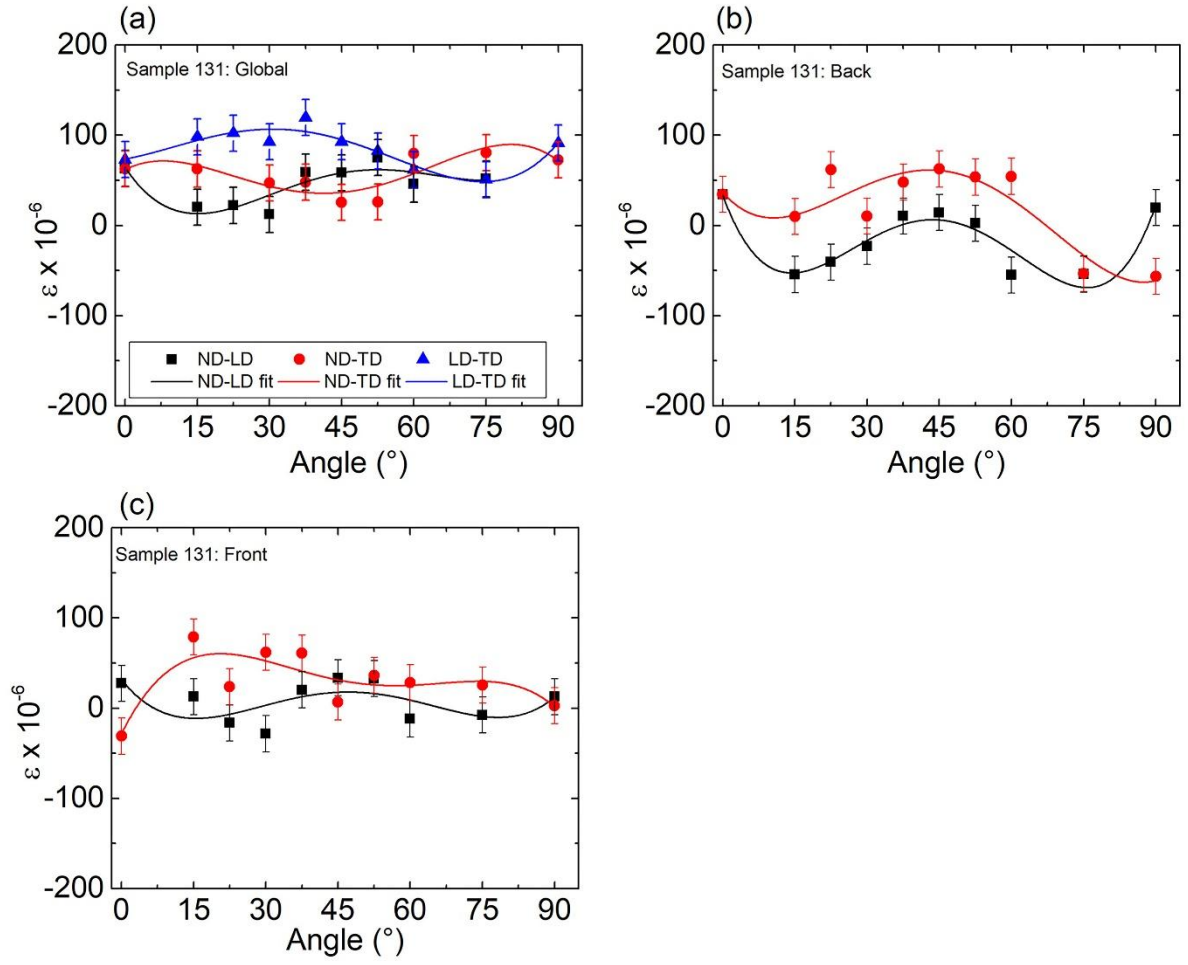 (a)
Sample 131: Global
200
100
0
-100
-200
ε x 10-6
ND-LD ND-TD LD-TD
ND-LD fit ND-TD fit LD-TD fit
0 15 30 45 60 75 90
Angle (°)
(b)
Sample 131: Back
200
100
0
-100
-200
ε x 10-6
0 15 30 45 60 75 90
Angle (°)
(c)
Sample 131: Front
200
100
0
-100
-200
ε x 10-6
0 15 30 45 60 75 90
Angle (°)